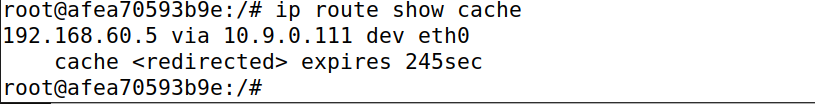 root@afea70593b9e:/# ip route show cache
192.168.60.5 via 10.9.0.111 dev eth0
    cache <redirected> expires 245sec
root@afea70593b9e:/#